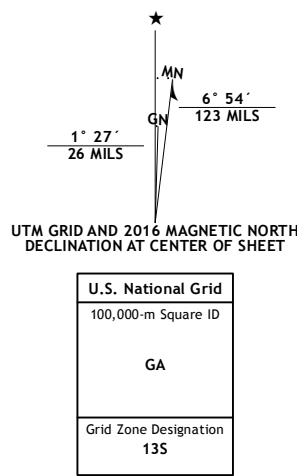 ★
MN
GN
6° 54´
123 MILS
1° 27´
26 MILS
UTM GRID AND 2016 MAGNETIC NORTH
DECLINATION AT CENTER OF SHEET
U.S. National Grid
100,000-m Square ID
GA
Grid Zone Designation
13S